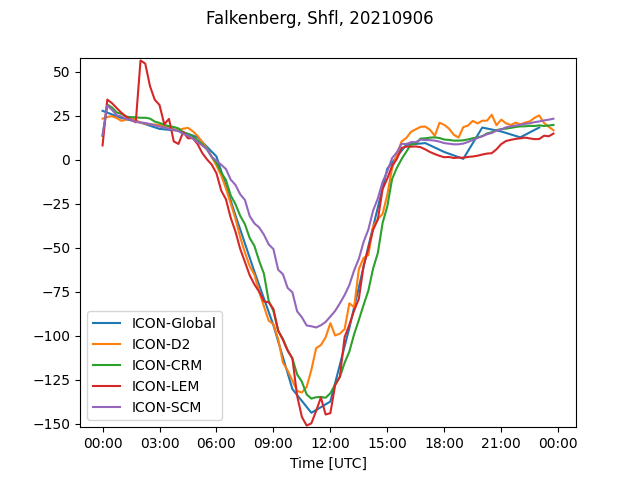 Falkenberg, Shfl, 20210906
50
25
0
−25
−50
−75
−100
−125
−150
ICON-Global
ICON-D2
ICON-CRM
ICON-LEM
ICON-SCM
00:00 03:00 06:00 09:00 12:00 15:00 18:00 21:00 00:00
Time [UTC]